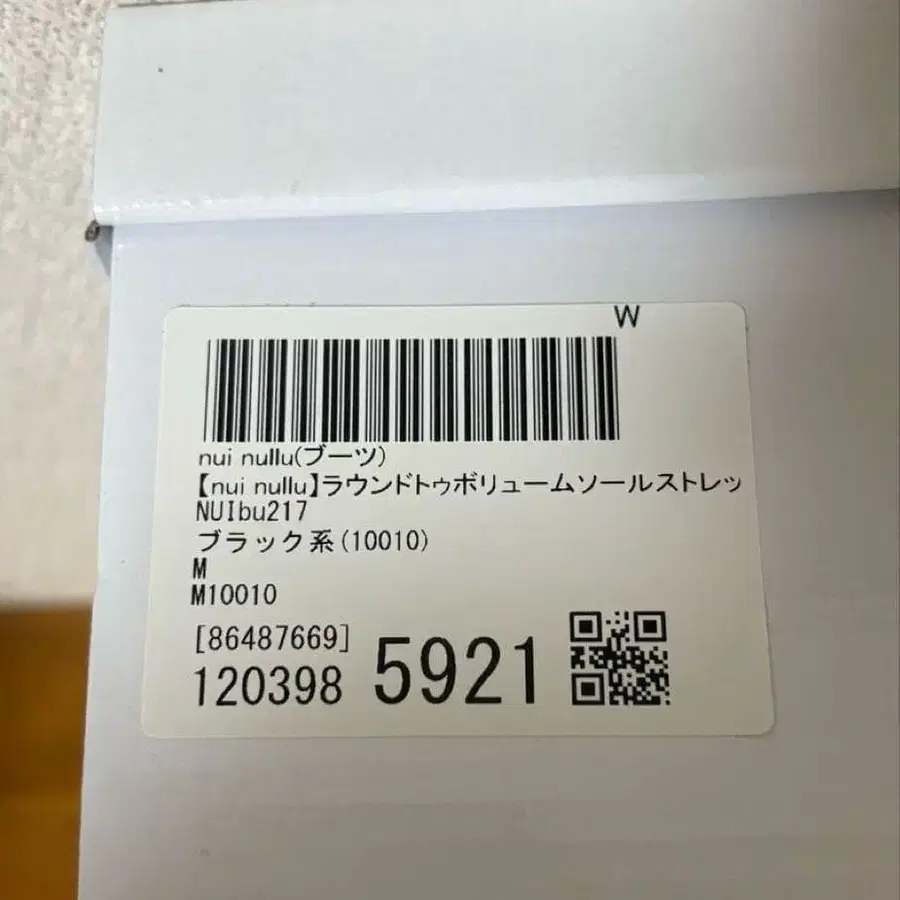 W
nui nullu(ブーツ)
【nui nullu】ラウンドトゥボリュームソールストレッ
NUIbu217
ブラック系(10010)
M
M10010
[86487669]
120398 5921